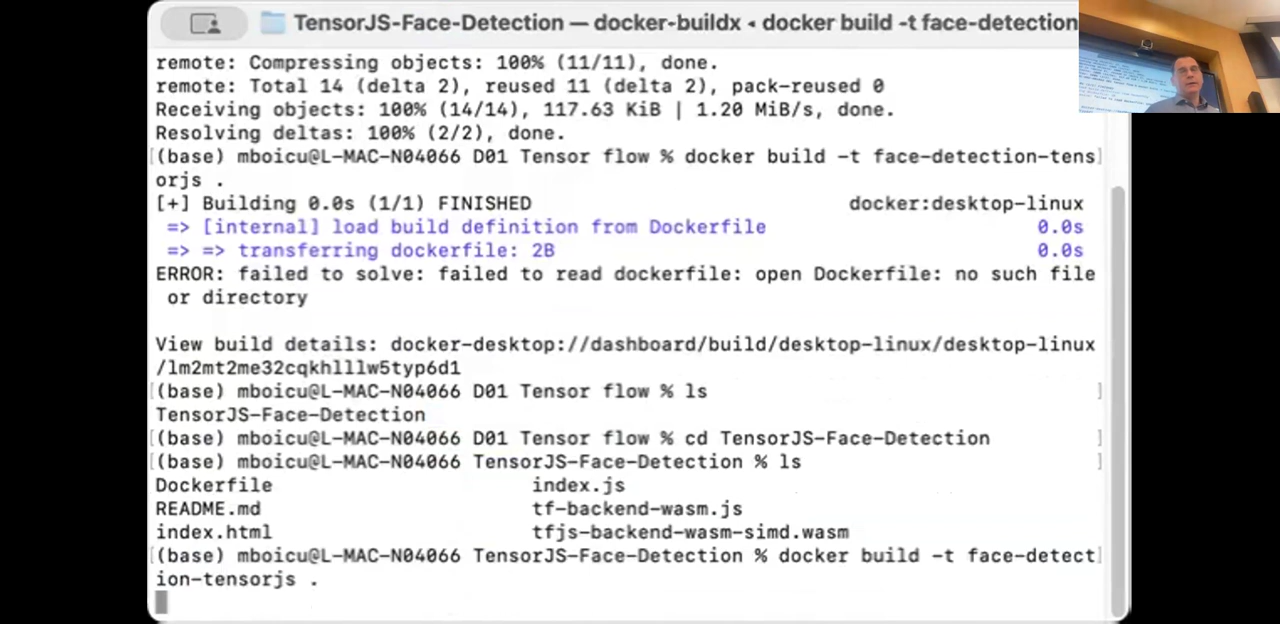 TensorJS-Face-Detection — docker-buildx ◂ docker build -t face-detection
remote: Compressing objects: 100% (11/11), done.
remote: Total 14 (delta 2), reused 11 (delta 2), pack-reused 0
Receiving objects: 100% (14/14), 117.63 KiB | 1.20 MiB/s, done.
Resolving deltas: 100% (2/2), done.
[(base) mboicu@L-MAC-N04066 D01 Tensor flow % docker build -t face-detection-tens]
orjs .
[+] Building 0.0s (1/1) FINISHED docker:desktop-linux
=> [internal] load build definition from Dockerfile 0.0s
=> => transferring dockerfile: 2B 0.0s
ERROR: failed to solve: failed to read dockerfile: open Dockerfile: no such file
or directory
View build details: docker-desktop://dashboard/build/desktop-linux/desktop-linux
/lm2mt2me32cqkhlllw5typ6d1
[(base) mboicu@L-MAC-N04066 D01 Tensor flow % ls ]
TensorJS-Face-Detection
[(base) mboicu@L-MAC-N04066 D01 Tensor flow % cd TensorJS-Face-Detection ]
[(base) mboicu@L-MAC-N04066 TensorJS-Face-Detection % ls ]
Dockerfile index.js
README.md tf-backend-wasm.js
index.html tfjs-backend-wasm-simd.wasm
[(base) mboicu@L-MAC-N04066 TensorJS-Face-Detection % docker build -t face-detect]
ion-tensorjs .